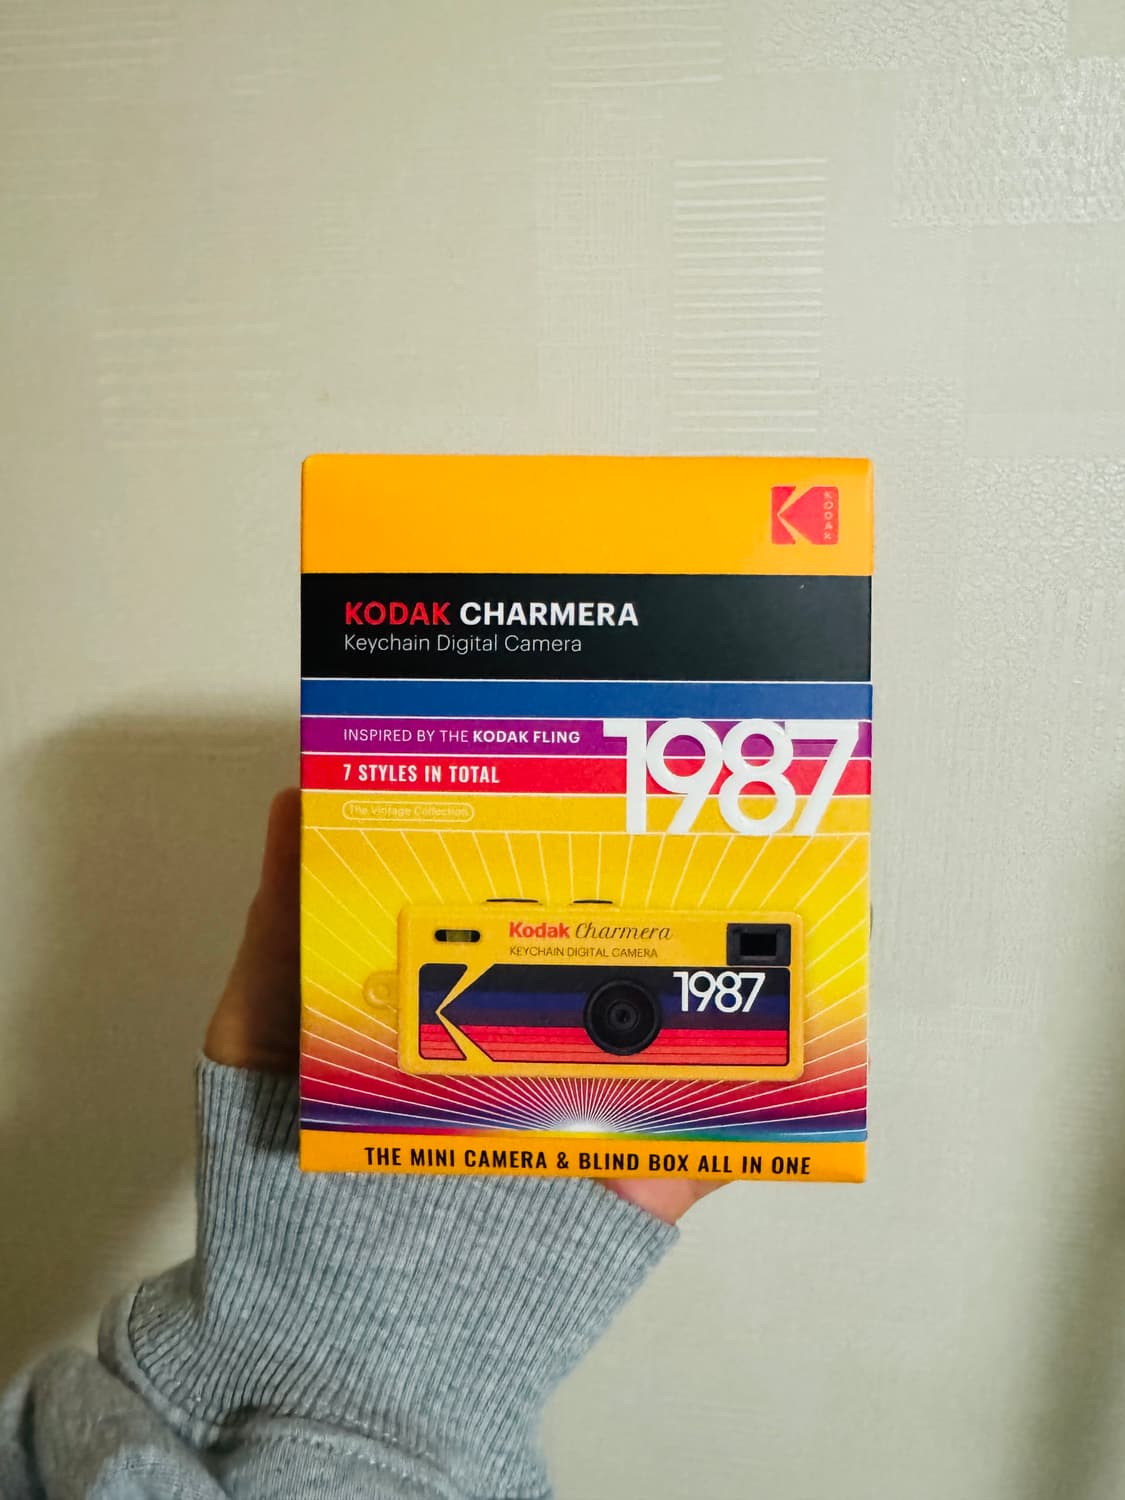 KODAK
KODAK CHARMERA
Keychain Digital Camera
INSPIRED BY THE KODAK FLING
1987
7 STYLES IN TOTAL
The Vintage Collection
Kodak Charmera
KEYCHAIN DIGITAL CAMERA
1987
THE MINI CAMERA & BLIND BOX ALL IN ONE